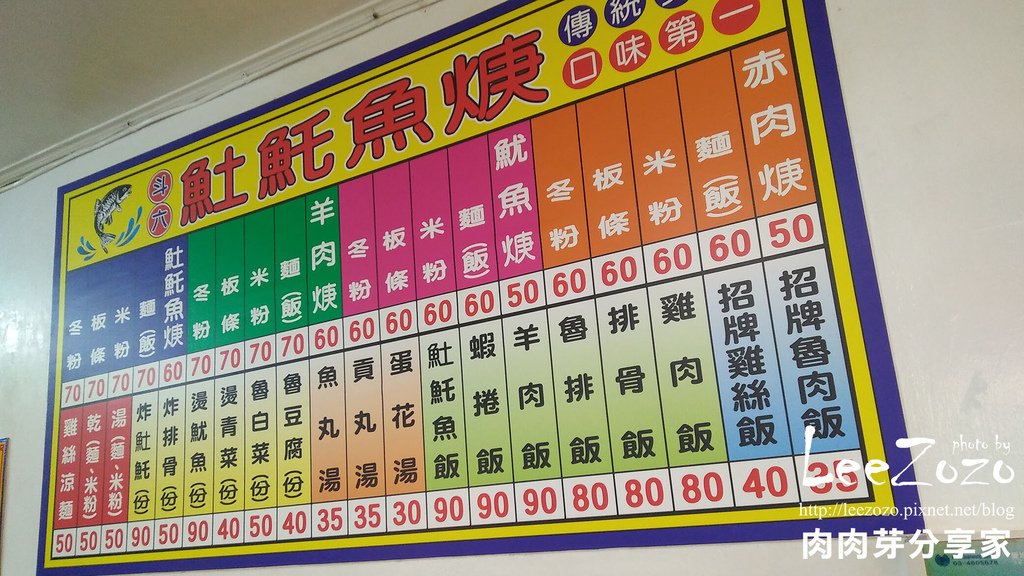 斗六
𩵚魠魚焿
傳統
口味第一
赤肉焿 50
麵(飯) 60
米粉 60
板條 60
冬粉 60
魷魚焿 50
麵(飯) 60
米粉 60
板條 60
冬粉 60
羊肉焿 60
麵(飯) 70
米粉 70
板條 70
冬粉 70
𩵚魠魚焿 60
麵(飯) 70
米粉 70
板條 70
冬粉 70
招牌魯肉飯
招牌雞絲飯 40
雞肉飯 80
排骨飯 80
魯排飯 80
羊肉飯 90
蝦捲飯 90
𩵚魠魚飯 90
蛋花湯 30
貢丸湯 35
魚丸湯 35
魯豆腐(份) 40
魯白菜(份) 50
燙青菜(份) 40
燙魷魚(份) 90
炸排骨(份) 50
炸𩵚魠(份) 90
湯(麵、米粉) 50
乾(麵、米粉) 50
雞絲涼麵 50
photo by
LeeZozo
http://leezozo.pixnet.net/blog
肉肉芽分享家